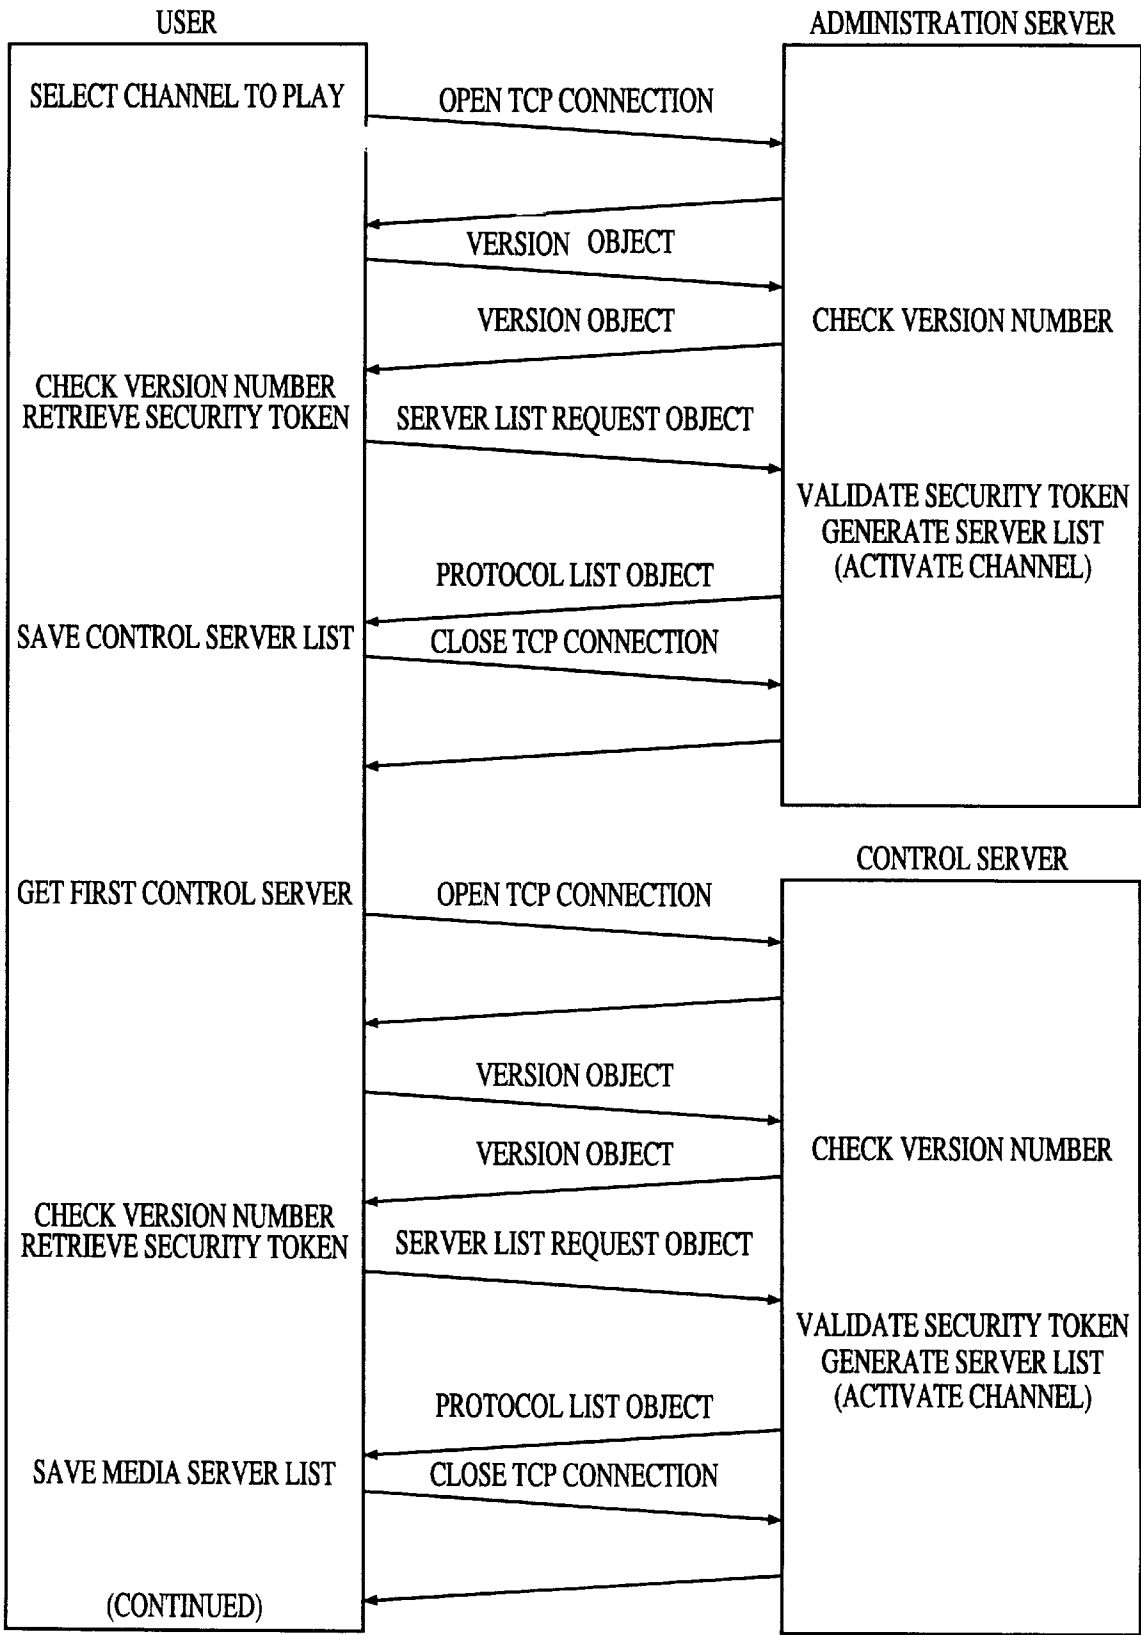 USER
ADMINISTRATION SERVER
SELECT CHANNEL TO PLAY
OPEN TCP CONNECTION
VERSION OBJECT
VERSION OBJECT
CHECK VERSION NUMBER
CHECK VERSION NUMBER
RETRIEVE SECURITY TOKEN
SERVER LIST REQUEST OBJECT
VALIDATE SECURITY TOKEN
GENERATE SERVER LIST
(ACTIVATE CHANNEL)
PROTOCOL LIST OBJECT
SAVE CONTROL SERVER LIST
CLOSE TCP CONNECTION
CONTROL SERVER
GET FIRST CONTROL SERVER
OPEN TCP CONNECTION
VERSION OBJECT
VERSION OBJECT
CHECK VERSION NUMBER
CHECK VERSION NUMBER
RETRIEVE SECURITY TOKEN
SERVER LIST REQUEST OBJECT
VALIDATE SECURITY TOKEN
GENERATE SERVER LIST
(ACTIVATE CHANNEL)
PROTOCOL LIST OBJECT
SAVE MEDIA SERVER LIST
CLOSE TCP CONNECTION
(CONTINUED)